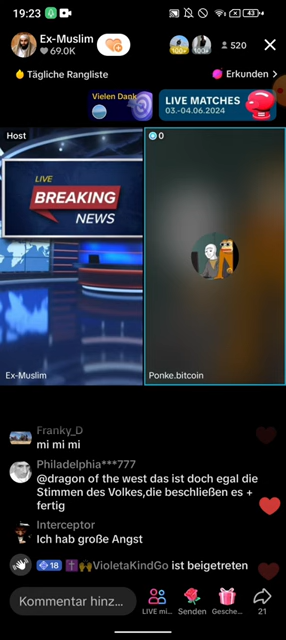 19:23
43
Ex-Muslim
69.0K
100+
100+
520
Tägliche Rangliste
Erkunden
Vielen Dank
LIVE MATCHES
03.-04.06.2024
Host
0
LIVE
BREAKING
NEWS
Ex-Muslim
Ponke.bitcoin
Franky_D
mi mi mi
Philadelphia***777
@dragon of the west das ist doch egal die
Stimmen des Volkes,die beschließen es +
fertig
Interceptor
Ich hab große Angst
18
VioletaKindGo ist beigetreten
Kommentar hinz...
LIVE mi...
Senden
Gesche...
21